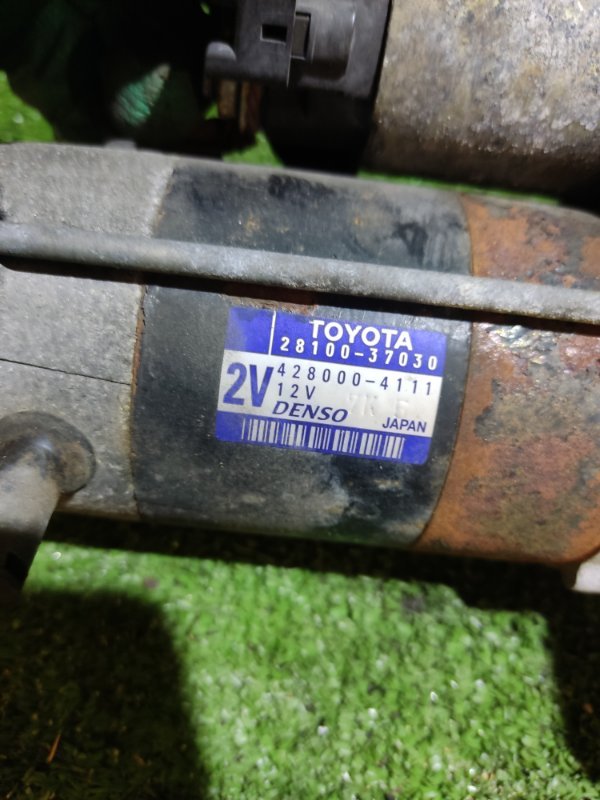 TOYOTA
28100-37030
2V
428000-4111
12V
DENSO
JAPAN